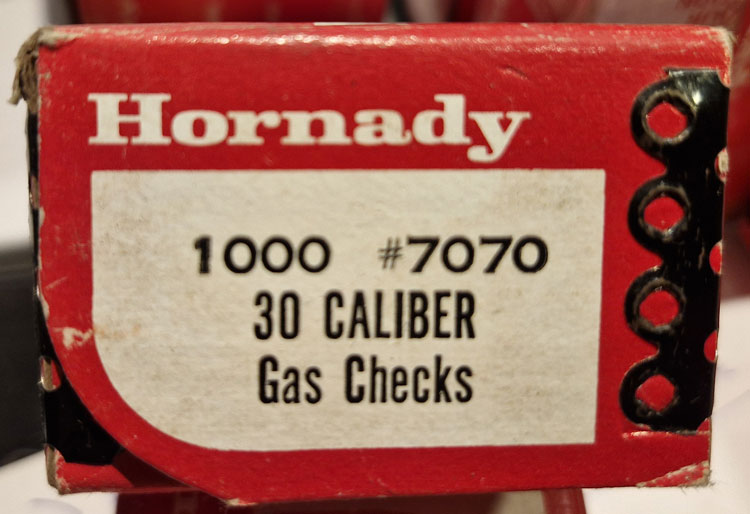 Hornady
1000 #7070
30 CALIBER
Gas Checks